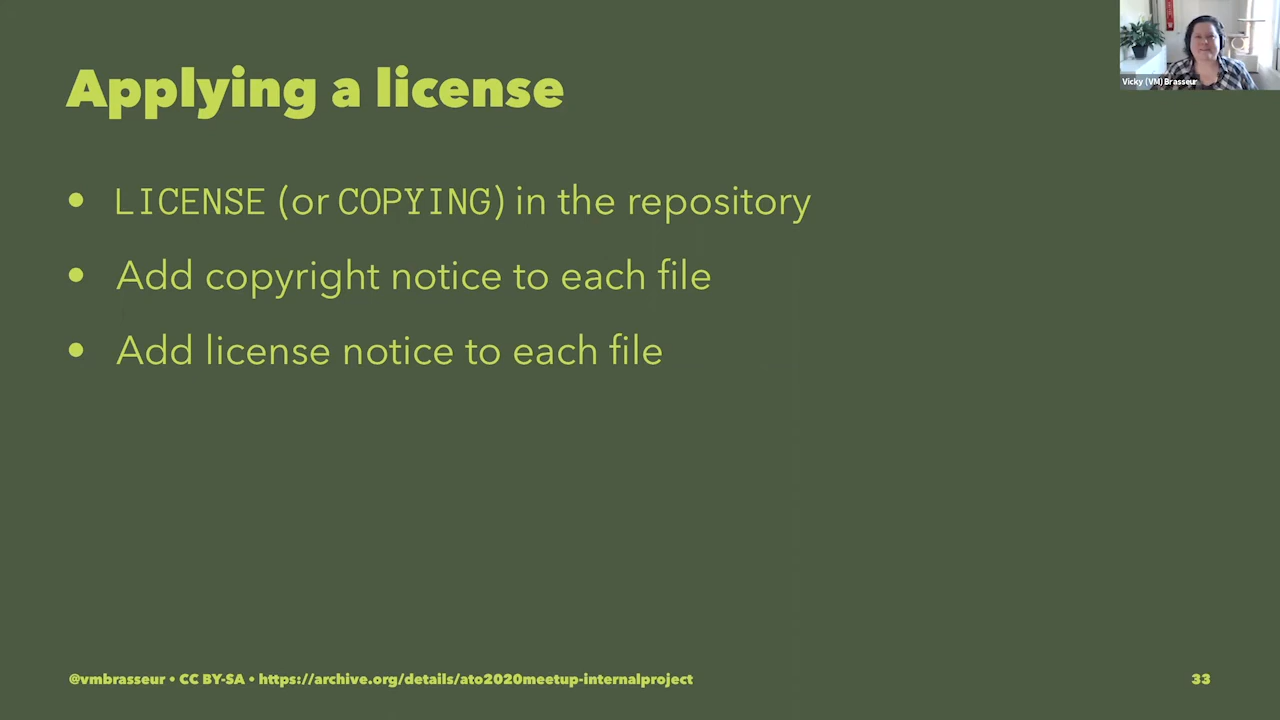 Applying a license
Vicky (VM) Brasseur
• LICENSE (or COPYING) in the repository
• Add copyright notice to each file
• Add license notice to each file
@vmbrasseur • CC BY-SA • https://archive.org/details/ato2020meetup-internalproject
33